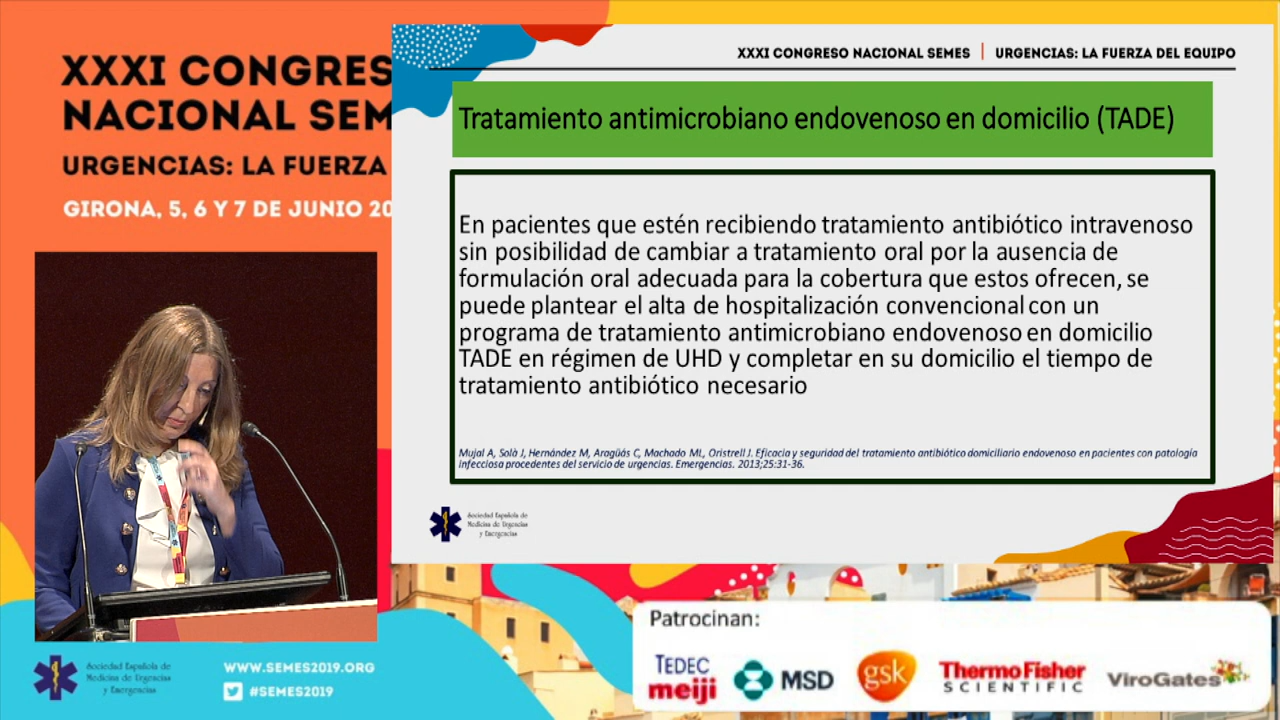 XXXI CONGRES
NACIONAL SEM
URGENCIAS: LA FUERZA
GIRONA, 5, 6 Y 7 DE JUNIO 20
XXXI CONGRESO NACIONAL SEMES | URGENCIAS: LA FUERZA DEL EQUIPO
Tratamiento antimicrobiano endovenoso en domicilio (TADE)
En pacientes que estén recibiendo tratamiento antibiótico intravenoso
sin posibilidad de cambiar a tratamiento oral por la ausencia de
formulación oral adecuada para la cobertura que estos ofrecen, se
puede plantear el alta de hospitalización convencional con un
programa de tratamiento antimicrobiano endovenoso en domicilio
TADE en régimen de UHD y completar en su domicilio el tiempo de
tratamiento antibiótico necesario
Mujal A, Solà J, Hernández M, Aragüás C, Machado ML, Oristrell J. Eficacia y seguridad del tratamiento antibiótico domiciliario endovenoso en pacientes con patología
infecciosa procedentes del servicio de urgencias. Emergencias. 2013;25:31-36.
Sociedad Española de
Medicina de Urgencias
y Emergencias
Sociedad Española de
Medicina de Urgencias
y Emergencias
WWW.SEMES2019.ORG
#SEMES2019
Patrocinan:
TEDEC
meiji
MSD
gsk
ThermoFisher
SCIENTIFIC
ViroGates